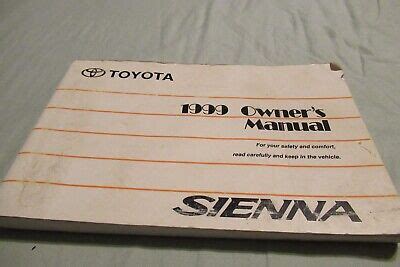 TOYOTA
1999 Owner's
Manual
For your safety and comfort,
read carefully and keep in the vehicle.
SIENNA